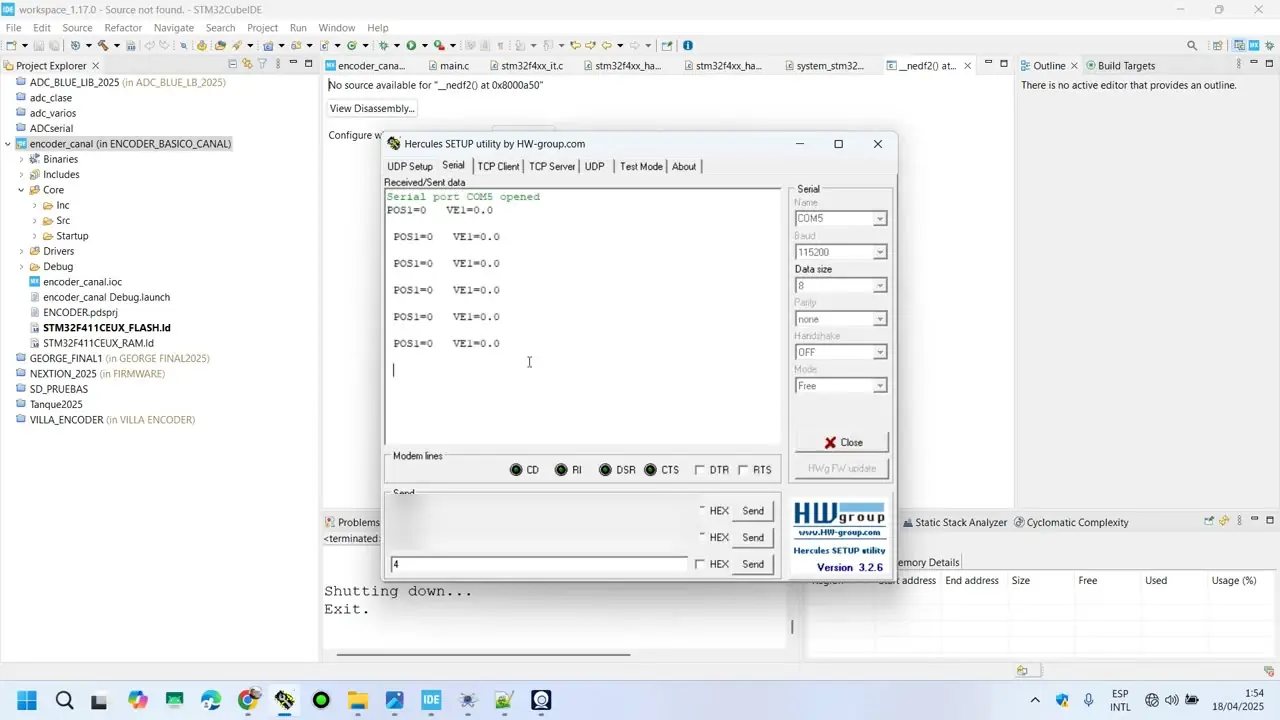 workspace_1.17.0 - Source not found. - STM32CubeIDE
File Edit Source Refactor Navigate Search Project Run Window Help
Project Explorer
encoder_cana...
main.c
stm32f4xx_it.c
stm32f4xx_ha...
stm32f4xx_ha...
system_stm32...
__nedf2() at...
Outline
Build Targets
ADC_BLUE_LIB_2025 (in ADC_BLUE_LIB_2025)
adc_clase
adc_varios
ADCserial
encoder_canal (in ENCODER_BASICO_CANAL)
Binaries
Includes
Core
Inc
Src
Startup
Drivers
Debug
encoder_canal.ioc
encoder_canal Debug.launch
ENCODER.pdsprj
STM32F411CEUX_FLASH.ld
STM32F411CEUX_RAM.ld
GEORGE_FINAL1 (in GEORGE FINAL2025)
NEXTION_2025 (in FIRMWARE)
SD_PRUEBAS
Tanque2025
VILLA_ENCODER (in VILLA ENCODER)
No source available for "__nedf2() at 0x8000a50"
View Disassembly...
Configure w
There is no active editor that provides an outline.
Hercules SETUP utility by HW-group.com
UDP Setup Serial TCP Client TCP Server UDP Test Mode About
Received/Sent data
Serial port COM5 opened
POS1=0 VE1=0.0
POS1=0 VE1=0.0
POS1=0 VE1=0.0
POS1=0 VE1=0.0
POS1=0 VE1=0.0
POS1=0 VE1=0.0
Serial
Name
COM5
Baud
115200
Data size
8
Parity
none
Handshake
OFF
Mode
Free
Close
HWg FW update
Modem lines
CD RI DSR CTS DTR RTS
Send
HEX Send
HEX Send
4 HEX Send
HWgroup
www.HW-group.com
Hercules SETUP utility
Version 3.2.6
Problems
<terminated>
Shutting down...
Exit.
Static Stack Analyzer
Cyclomatic Complexity
emory Details
Region Start address End address Size Free Used Usage (%)
ESP
INTL
1:54
18/04/2025